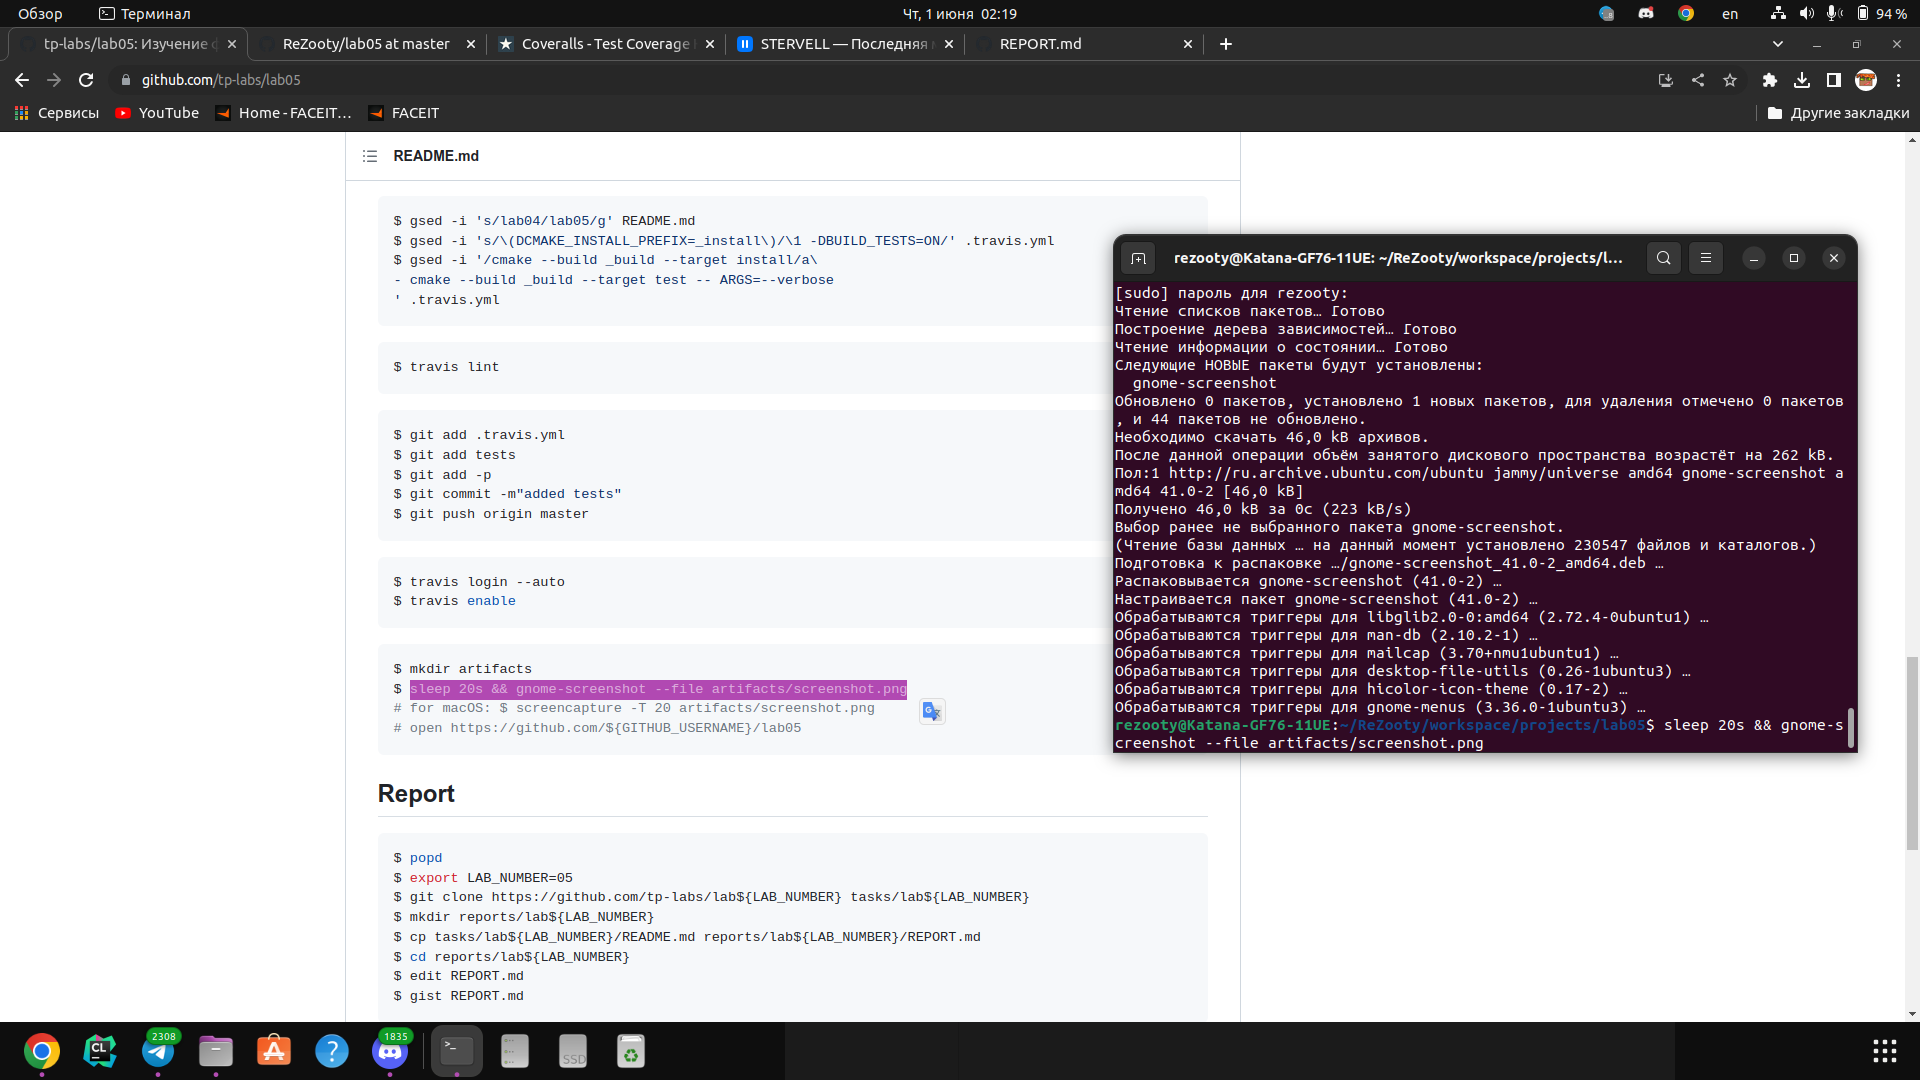 Обзор
Терминал
Чт, 1 июня 02:19
en
94 %
tp-labs/lab05: Изучение
ReZooty/lab05 at master
Coveralls - Test Coverage
STERVELL — Последняя
REPORT.md
github.com/tp-labs/lab05
Сервисы
YouTube
Home - FACEIT…
FACEIT
Другие закладки
README.md
$ gsed -i 's/lab04/lab05/g' README.md
$ gsed -i 's/\(DCMAKE_INSTALL_PREFIX=_install\)/\1 -DBUILD_TESTS=ON/' .travis.yml
$ gsed -i '/cmake --build _build --target install/a\
- cmake --build _build --target test -- ARGS=--verbose
' .travis.yml
$ travis lint
$ git add .travis.yml
$ git add tests
$ git add -p
$ git commit -m"added tests"
$ git push origin master
$ travis login --auto
$ travis enable
$ mkdir artifacts
$ sleep 20s && gnome-screenshot --file artifacts/screenshot.png
# for macOS: $ screencapture -T 20 artifacts/screenshot.png
# open https://github.com/${GITHUB_USERNAME}/lab05
Report
$ popd
$ export LAB_NUMBER=05
$ git clone https://github.com/tp-labs/lab${LAB_NUMBER} tasks/lab${LAB_NUMBER}
$ mkdir reports/lab${LAB_NUMBER}
$ cp tasks/lab${LAB_NUMBER}/README.md reports/lab${LAB_NUMBER}/REPORT.md
$ cd reports/lab${LAB_NUMBER}
$ edit REPORT.md
$ gist REPORT.md
rezooty@Katana-GF76-11UE: ~/ReZooty/workspace/projects/l…
[sudo] пароль для rezooty:
Чтение списков пакетов… Готово
Построение дерева зависимостей… Готово
Чтение информации о состоянии… Готово
Следующие НОВЫЕ пакеты будут установлены:
gnome-screenshot
Обновлено 0 пакетов, установлено 1 новых пакетов, для удаления отмечено 0 пакетов
, и 44 пакетов не обновлено.
Необходимо скачать 46,0 kB архивов.
После данной операции объём занятого дискового пространства возрастёт на 262 kB.
Пол:1 http://ru.archive.ubuntu.com/ubuntu jammy/universe amd64 gnome-screenshot a
md64 41.0-2 [46,0 kB]
Получено 46,0 kB за 0с (223 kB/s)
Выбор ранее не выбранного пакета gnome-screenshot.
(Чтение базы данных … на данный момент установлено 230547 файлов и каталогов.)
Подготовка к распаковке …/gnome-screenshot_41.0-2_amd64.deb …
Распаковывается gnome-screenshot (41.0-2) …
Настраивается пакет gnome-screenshot (41.0-2) …
Обрабатываются триггеры для libglib2.0-0:amd64 (2.72.4-0ubuntu1) …
Обрабатываются триггеры для man-db (2.10.2-1) …
Обрабатываются триггеры для mailcap (3.70+nmu1ubuntu1) …
Обрабатываются триггеры для desktop-file-utils (0.26-1ubuntu3) …
Обрабатываются триггеры для hicolor-icon-theme (0.17-2) …
Обрабатываются триггеры для gnome-menus (3.36.0-1ubuntu3) …
rezooty@Katana-GF76-11UE:~/ReZooty/workspace/projects/lab05$ sleep 20s && gnome-s
creenshot --file artifacts/screenshot.png
CL
2308
1835
SSD